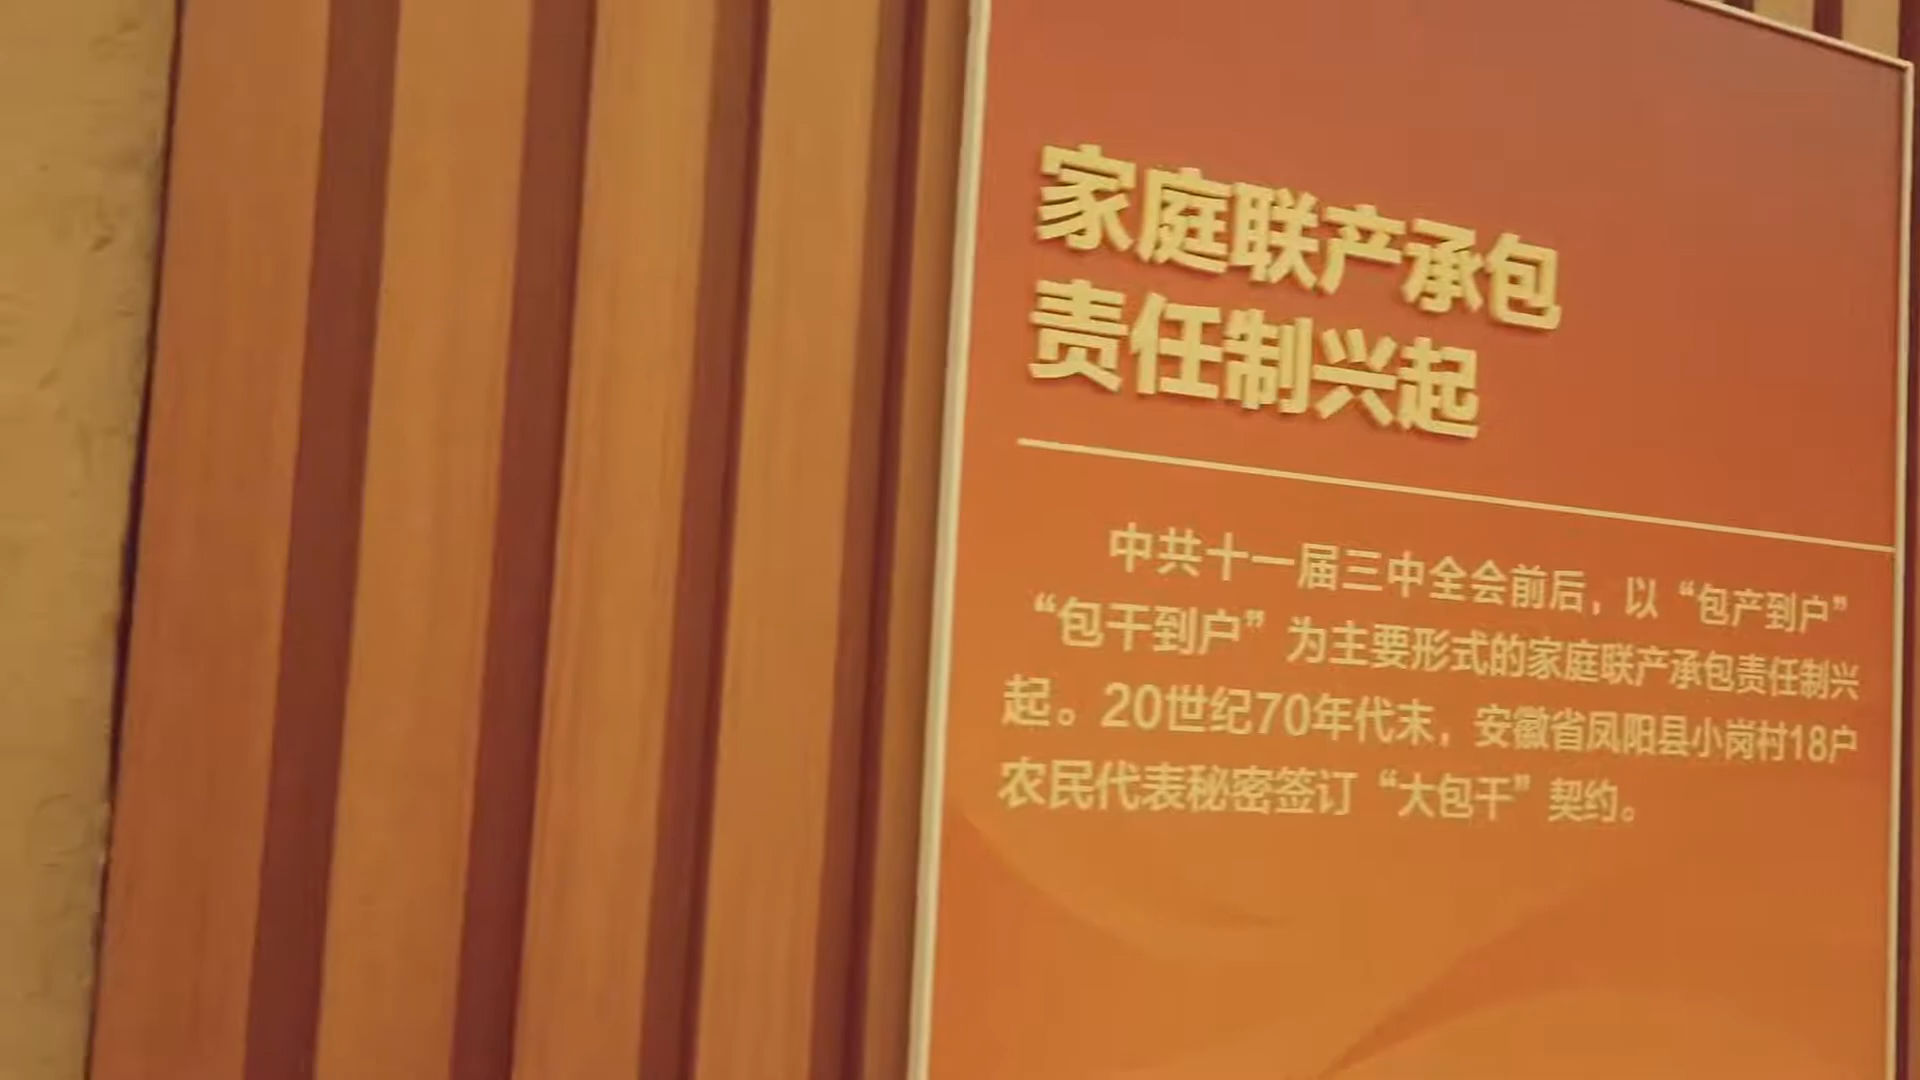 家庭联产承包
责任制兴起
中共十一届三中全会前后，以“包产到户”
“包干到户”为主要形式的家庭联产承包责任制兴
起。20世纪70年代末，安徽省凤阳县小岗村18户
农民代表秘密签订“大包干”契约。